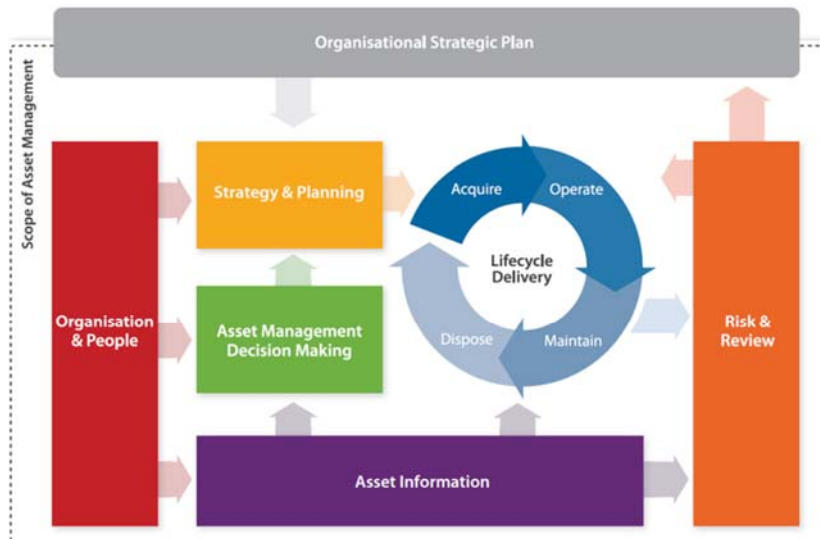 Organisational Strategic Plan
Scope of Asset Management
Strategy & Planning
Acquire
Operate
Lifecycle
Delivery
Organisation
& People
Asset Management
Decision Making
Dispose
Maintain
Risk &
Review
Asset Information